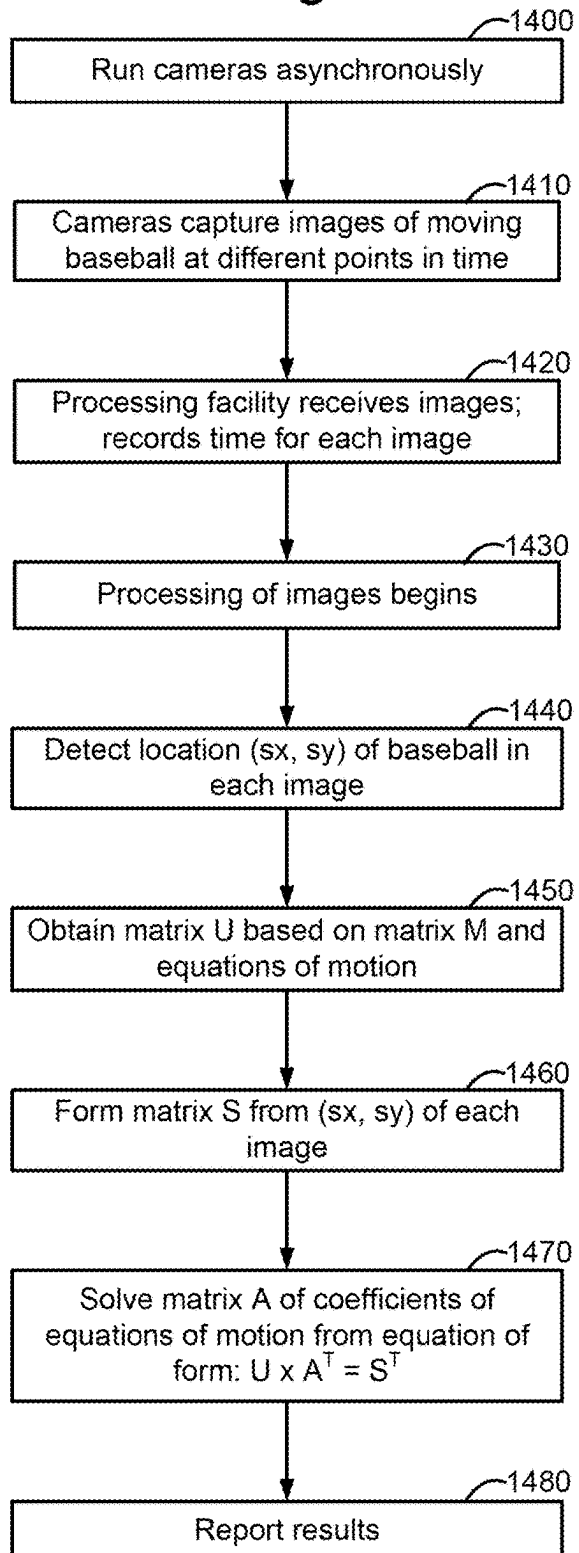 1400
Run cameras asynchronously
1410
Cameras capture images of moving
baseball at different points in time
1420
Processing facility receives images;
records time for each image
1430
Processing of images begins
1440
Detect location (sx, sy) of baseball in
each image
1450
Obtain matrix U based on matrix M and
equations of motion
1460
Form matrix S from (sx, sy) of each
image
1470
Solve matrix A of coefficients of
equations of motion from equation of
form: U x Aᵀ = Sᵀ
1480
Report results